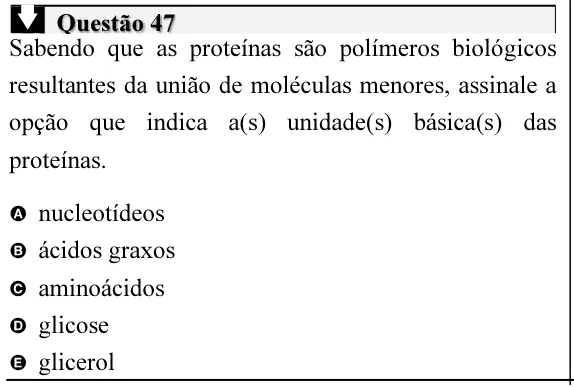 Questão 47
Sabendo que as proteínas são polímeros biológicos
resultantes da união de moléculas menores, assinale a
opção que indica a(s) unidade(s) básica(s) das
proteínas.
A nucleotídeos
B ácidos graxos
C aminoácidos
D glicose
E glicerol